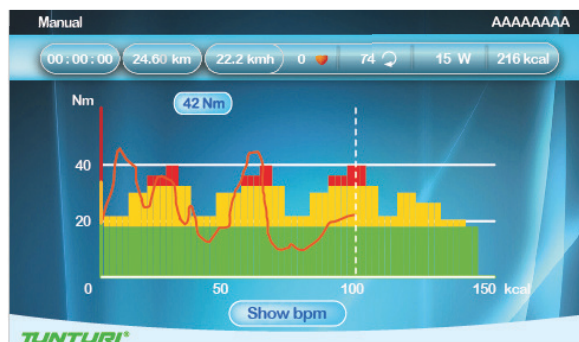 Manual AAAAAAAA
00:00:00 24.60 km 22.2 kmh 0 74 15 W 216 kcal
Nm 42 Nm
40
20
0 50 100 150 kcal
Show bpm
TUNTURI®